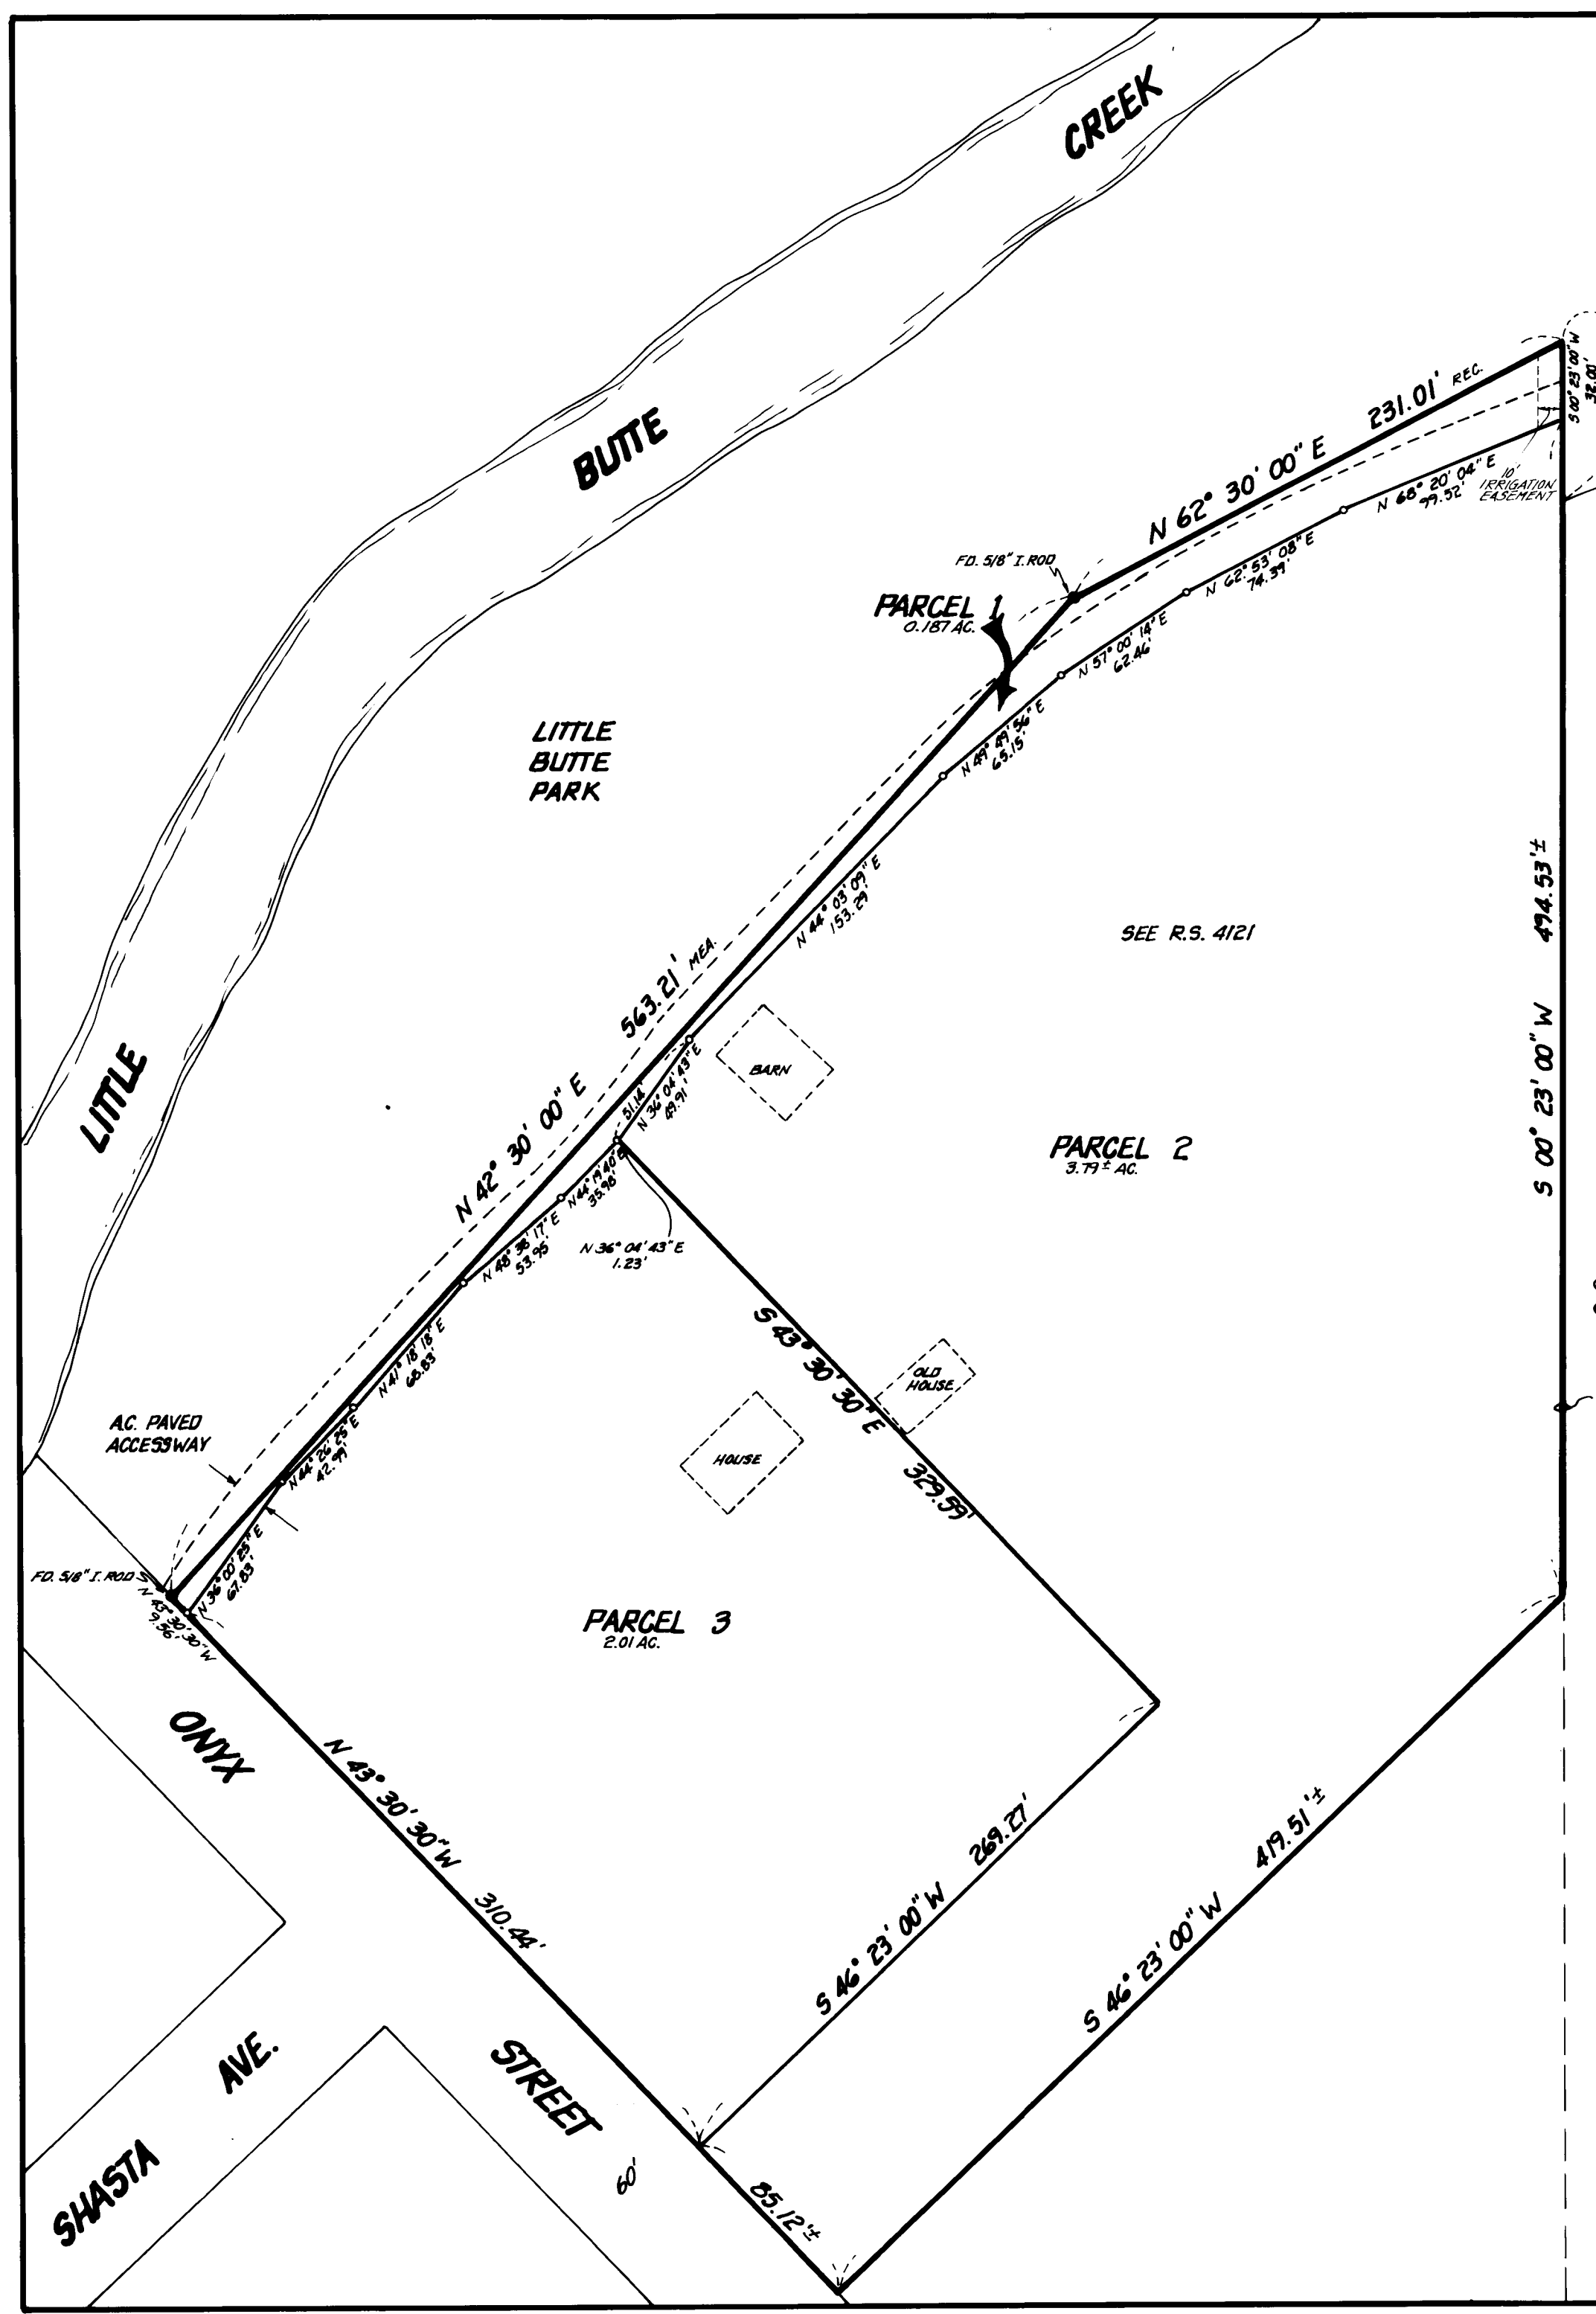 CREEK
BUTTE
LITTLE
S 00° 23' 00" W
32.00'
231.01' REC.
N 62° 30' 00" E
N 68° 20' 04" E
99.52'
10'
IRRIGATION
EASEMENT
FD. 5/8" I. ROD
N 62° 53' 08" E
74.39'
PARCEL 1
0.187 AC.
N 57° 00' 14" E
62.46'
N 49° 49' 56" E
65.15'
LITTLE
BUTTE
PARK
N 44° 03' 09" E
153.29'
SEE R.S. 4121
S 00° 23' 00" W 494.53'±
563.21' MEA.
N 42° 30' 00" E
BARN
51.14'
N 36° 04' 43" E
49.91'
PARCEL 2
3.79± AC.
N 44° 19' 40" E
35.98'
N 48° 38' 17" E
53.95'
N 36° 04' 43" E
1.23'
N 41° 18' 18" E
68.83'
S 43° 30' 30" E
329.59'
OLD
HOUSE
HOUSE
A.C. PAVED
ACCESSWAY
N 44° 26' 25" E
42.99'
N 36° 00' 25" E
67.83'
FD. 5/8" I. ROD
N 43° 30' 30" W
9.56'
PARCEL 3
2.01 AC.
ONYX
STREET
60'
N 43° 30' 30" W 310.44'
S 46° 23' 00" W 269.27'
S 46° 23' 00" W 419.51'±
85.12'±
SHASTA AVE.